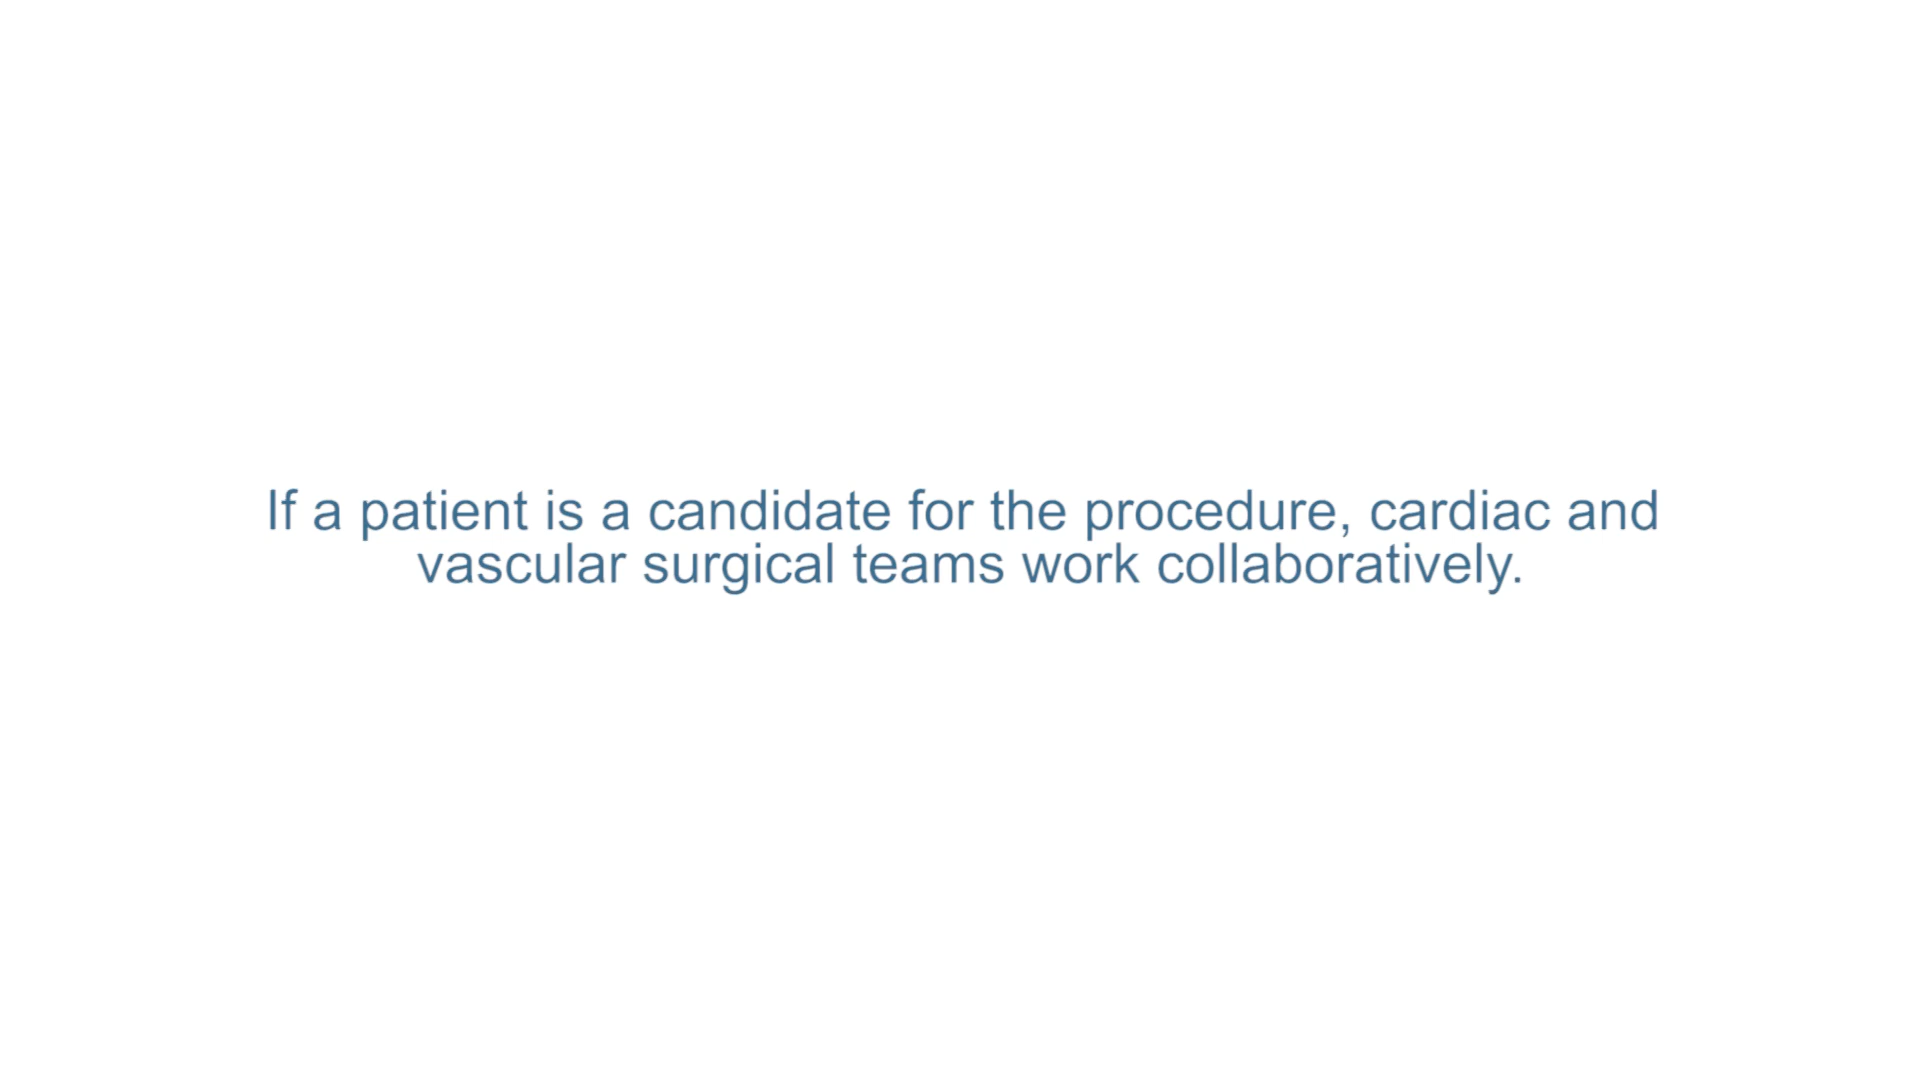 If a patient is a candidate for the procedure, cardiac and
vascular surgical teams work collaboratively.